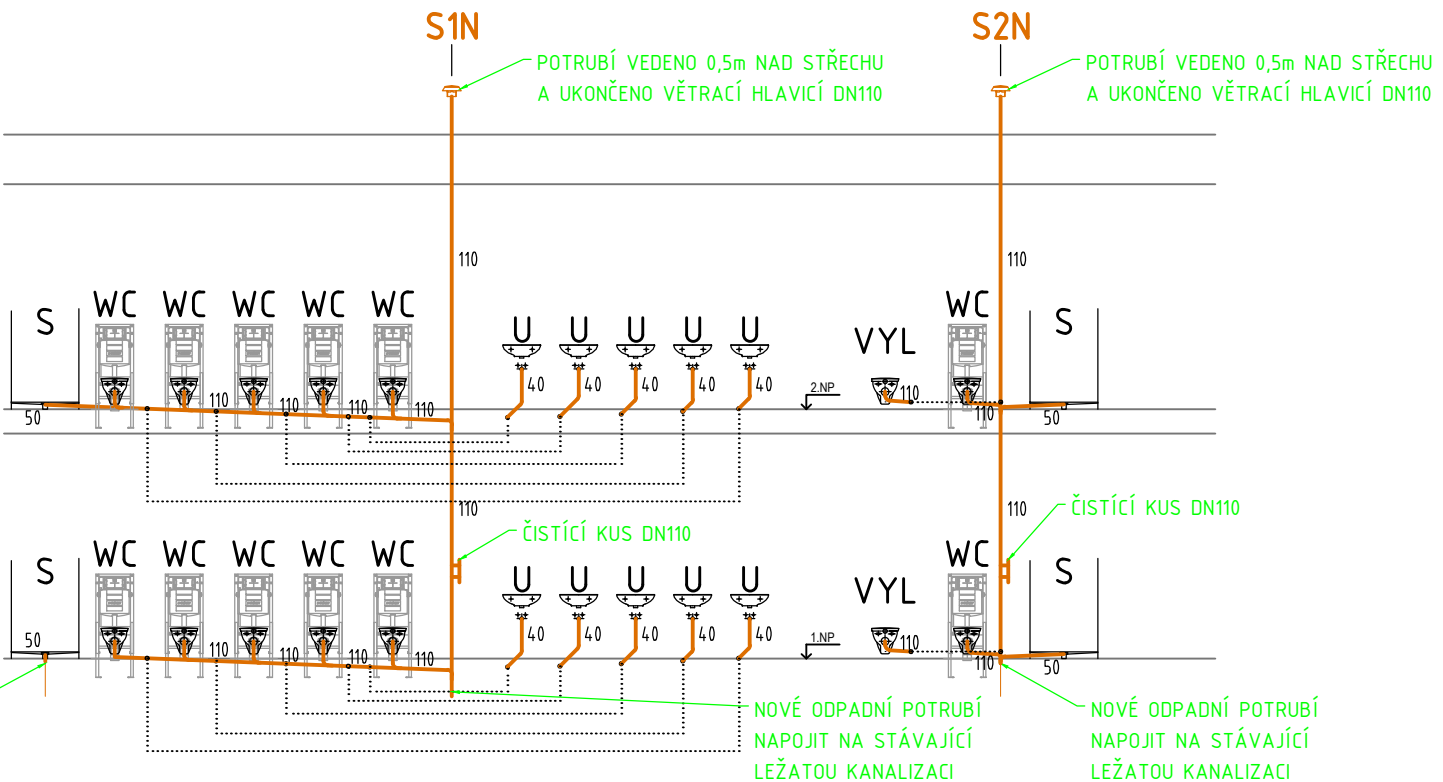 S1N
S2N
POTRUBÍ VEDENO 0,5m NAD STŘECHU
A UKONČENO VĚTRACÍ HLAVICÍ DN110
POTRUBÍ VEDENO 0,5m NAD STŘECHU
A UKONČENO VĚTRACÍ HLAVICÍ DN110
110
110
S
WC
WC
WC
WC
WC
U
U
U
U
U
VYL
WC
S
40
40
40
40
40
2.NP
50
110
110
110
110
110
110
50
110
110
ČISTÍCÍ KUS DN110
ČISTÍCÍ KUS DN110
S
WC
WC
WC
WC
WC
U
U
U
U
U
VYL
WC
S
50
40
40
40
40
40
1.NP
110
110
110
110
110
110
50
NOVÉ ODPADNÍ POTRUBÍ
NAPOJIT NA STÁVAJÍCÍ
LEŽATOU KANALIZACI
NOVÉ ODPADNÍ POTRUBÍ
NAPOJIT NA STÁVAJÍCÍ
LEŽATOU KANALIZACI